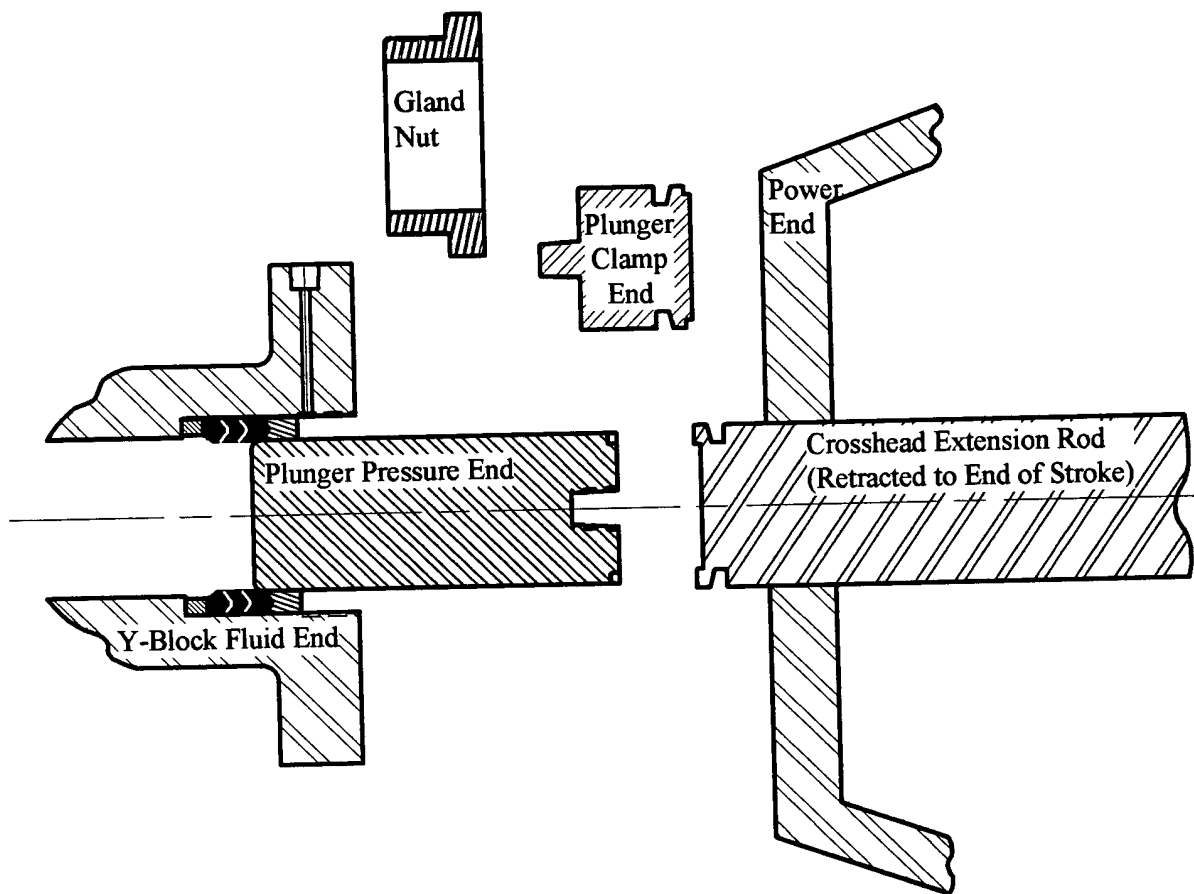 Gland
Nut
Plunger
Clamp
End
Power
End
Crosshead Extension Rod
(Retracted to End of Stroke)
Plunger Pressure End
Y-Block Fluid End